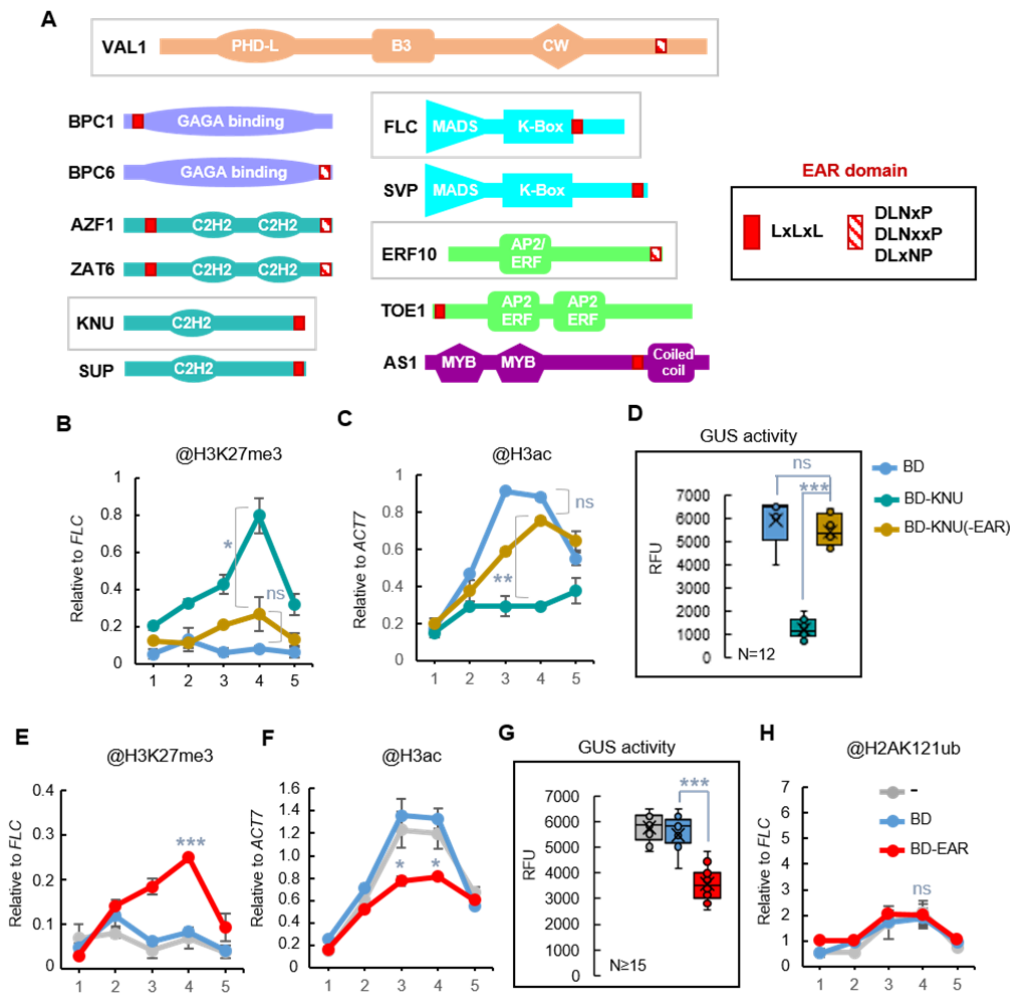 A
VAL1
PHD-L
B3
CW
BPC1
GAGA binding
BPC6
GAGA binding
AZF1
C2H2
C2H2
ZAT6
C2H2
C2H2
KNU
C2H2
SUP
C2H2
FLC
MADS
K-Box
SVP
MADS
K-Box
ERF10
AP2/
ERF
TOE1
AP2
ERF
AP2
ERF
AS1
MYB
MYB
Coiled
coil
EAR domain
LxLxL
DLNxP
DLNxxP
DLxNP
B
@H3K27me3
Relative to FLC
1
0.8
0.6
0.4
0.2
0
*
ns
1 2 3 4 5
C
@H3ac
Relative to ACT7
1
0.8
0.6
0.4
0.2
0
ns
**
1 2 3 4 5
D
GUS activity
RFU
7000
6000
5000
4000
3000
2000
1000
0
ns
***
N=12
BD
BD-KNU
BD-KNU(-EAR)
E
@H3K27me3
Relative to FLC
0.4
0.3
0.2
0.1
0
***
1 2 3 4 5
F
@H3ac
Relative to ACT7
1.6
1.4
1.2
1.0
0.8
0.6
0.4
0.2
0
* *
1 2 3 4 5
G
GUS activity
RFU
7000
6000
5000
4000
3000
2000
1000
0
***
N≥15
H
@H2AK121ub
Relative to FLC
7
6
5
4
3
2
1
0
-
BD
BD-EAR
ns
1 2 3 4 5